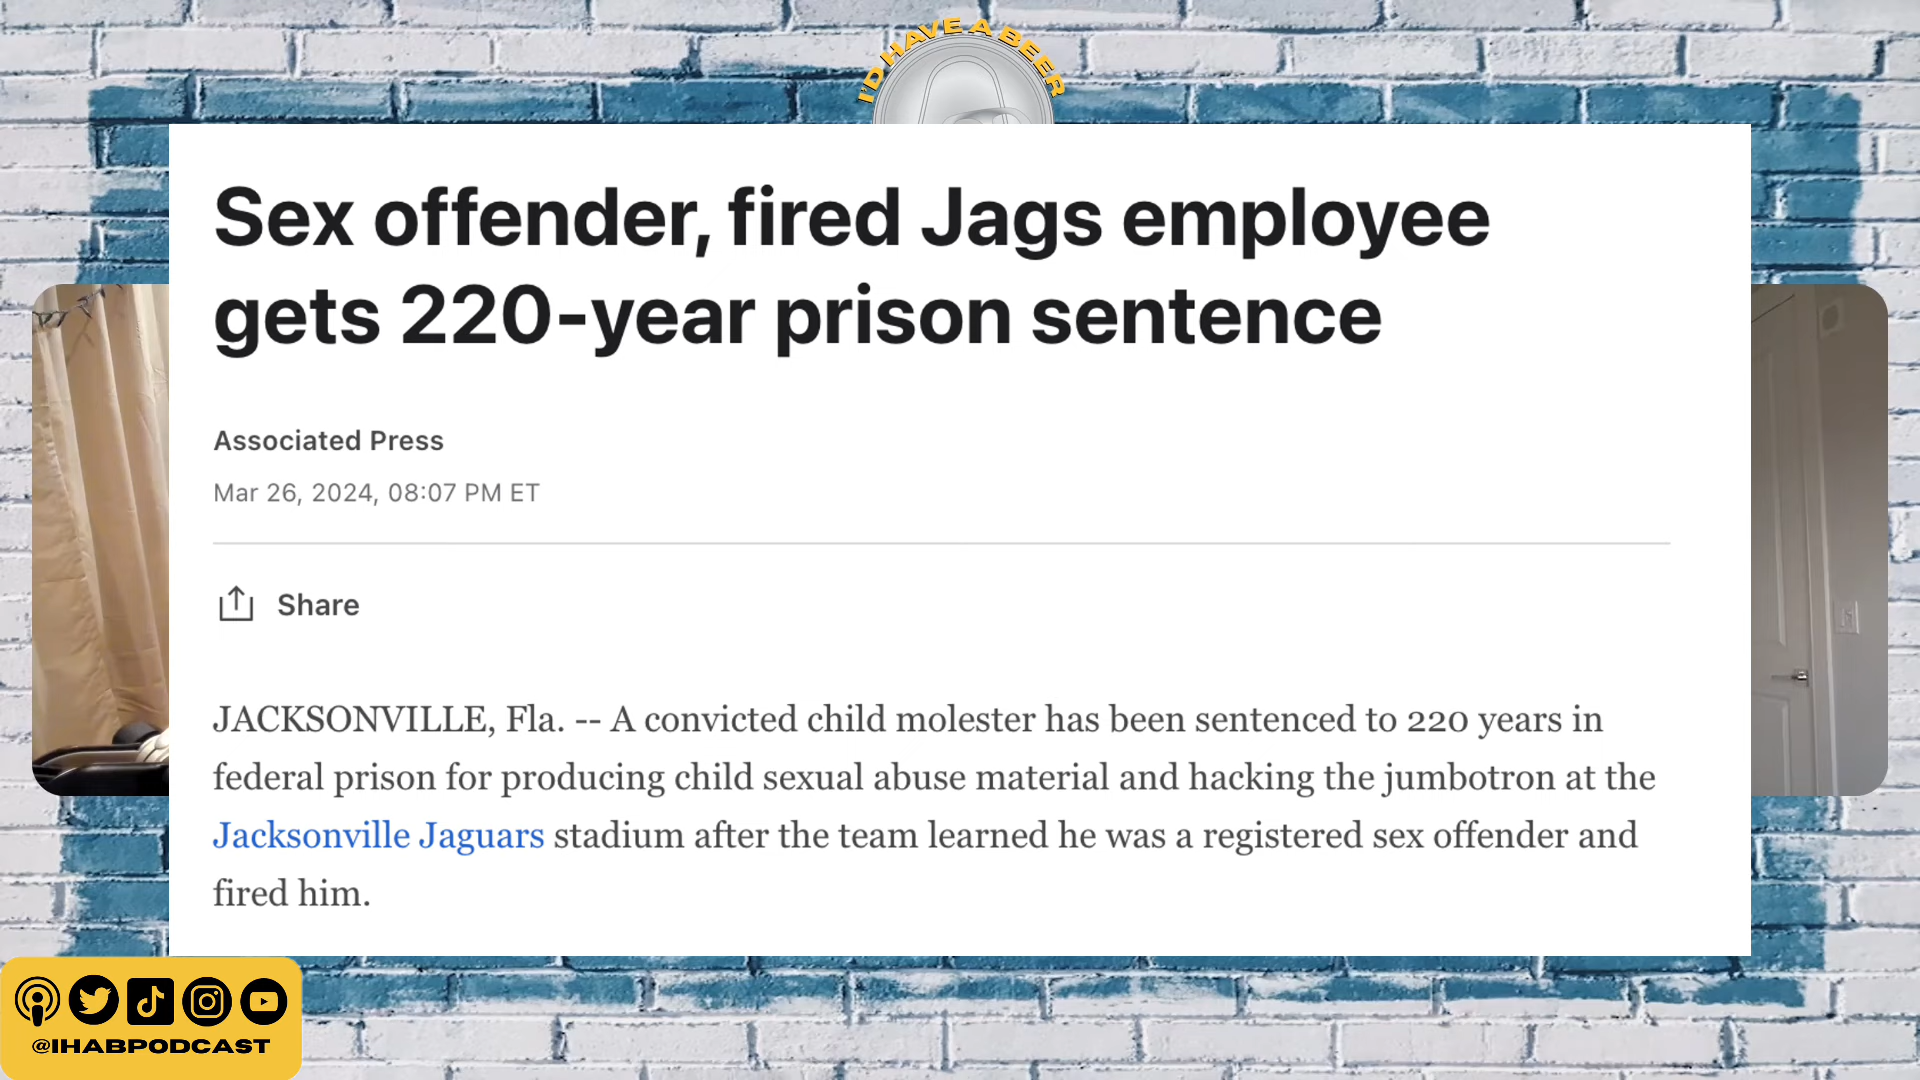 I'D HAVE A BEER
Sex offender, fired Jags employee
gets 220-year prison sentence
Associated Press
Mar 26, 2024, 08:07 PM ET
Share
JACKSONVILLE, Fla. -- A convicted child molester has been sentenced to 220 years in
federal prison for producing child sexual abuse material and hacking the jumbotron at the
Jacksonville Jaguars stadium after the team learned he was a registered sex offender and
fired him.
@IHABPODCAST